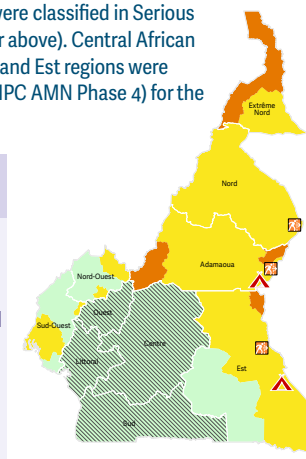 were classified in Serious
r above). Central African
and Est regions were
IPC AMN Phase 4) for the
Extrême
Nord
Nord
Adamaoua
Nord-Ouest
Ouest
Sud-Ouest
Centre
Littoral
Est
Sud